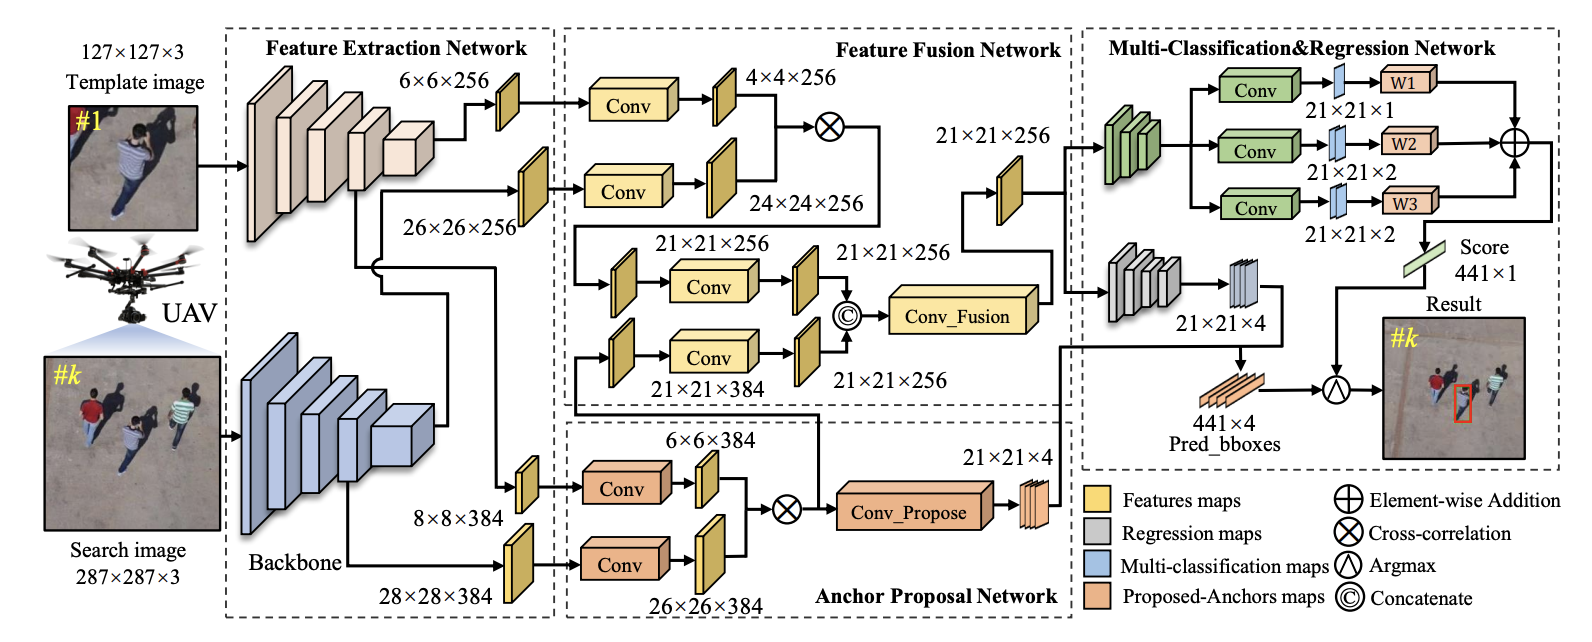 127×127×3
Template image
#1
UAV
#k
Search image
287×287×3
Feature Extraction Network
6×6×256
26×26×256
8×8×384
Backbone
28×28×384
Feature Fusion Network
Conv
4×4×256
Conv
24×24×256
21×21×256
21×21×256
21×21×256
Conv
Conv
21×21×384
21×21×256
©
Conv_Fusion
6×6×384
Conv
Conv
26×26×384
Conv_Propose
21×21×4
Anchor Proposal Network
Multi-Classification&Regression Network
Conv
W1
21×21×1
Conv
W2
21×21×2
Conv
W3
21×21×2
Score
441×1
21×21×4
Result
#k
441×4
Pred_bboxes
Features maps
Regression maps
Multi-classification maps
Proposed-Anchors maps
Element-wise Addition
Cross-correlation
Argmax
© Concatenate